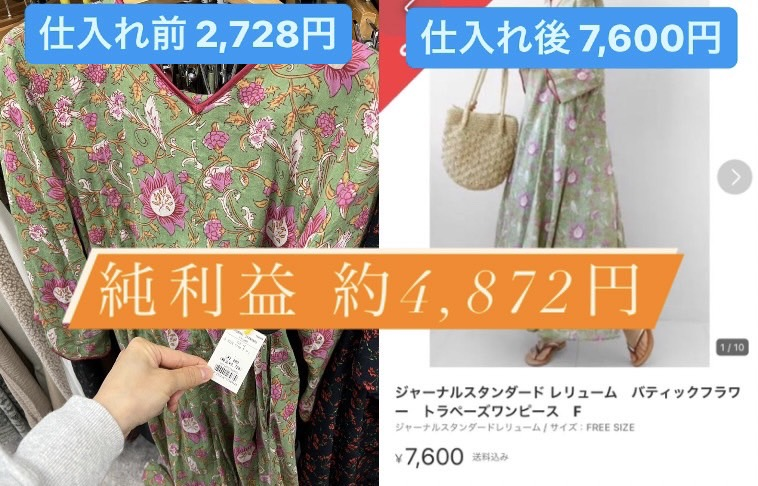 仕入れ前 2,728円
仕入れ後 7,600円
純利益 約4,872円
1 / 10
ジャーナルスタンダード レリューム バティックフラワ
ー トラペーズワンピース F
ジャーナルスタンダードレリューム / サイズ：FREE SIZE
¥7,600 送料込み